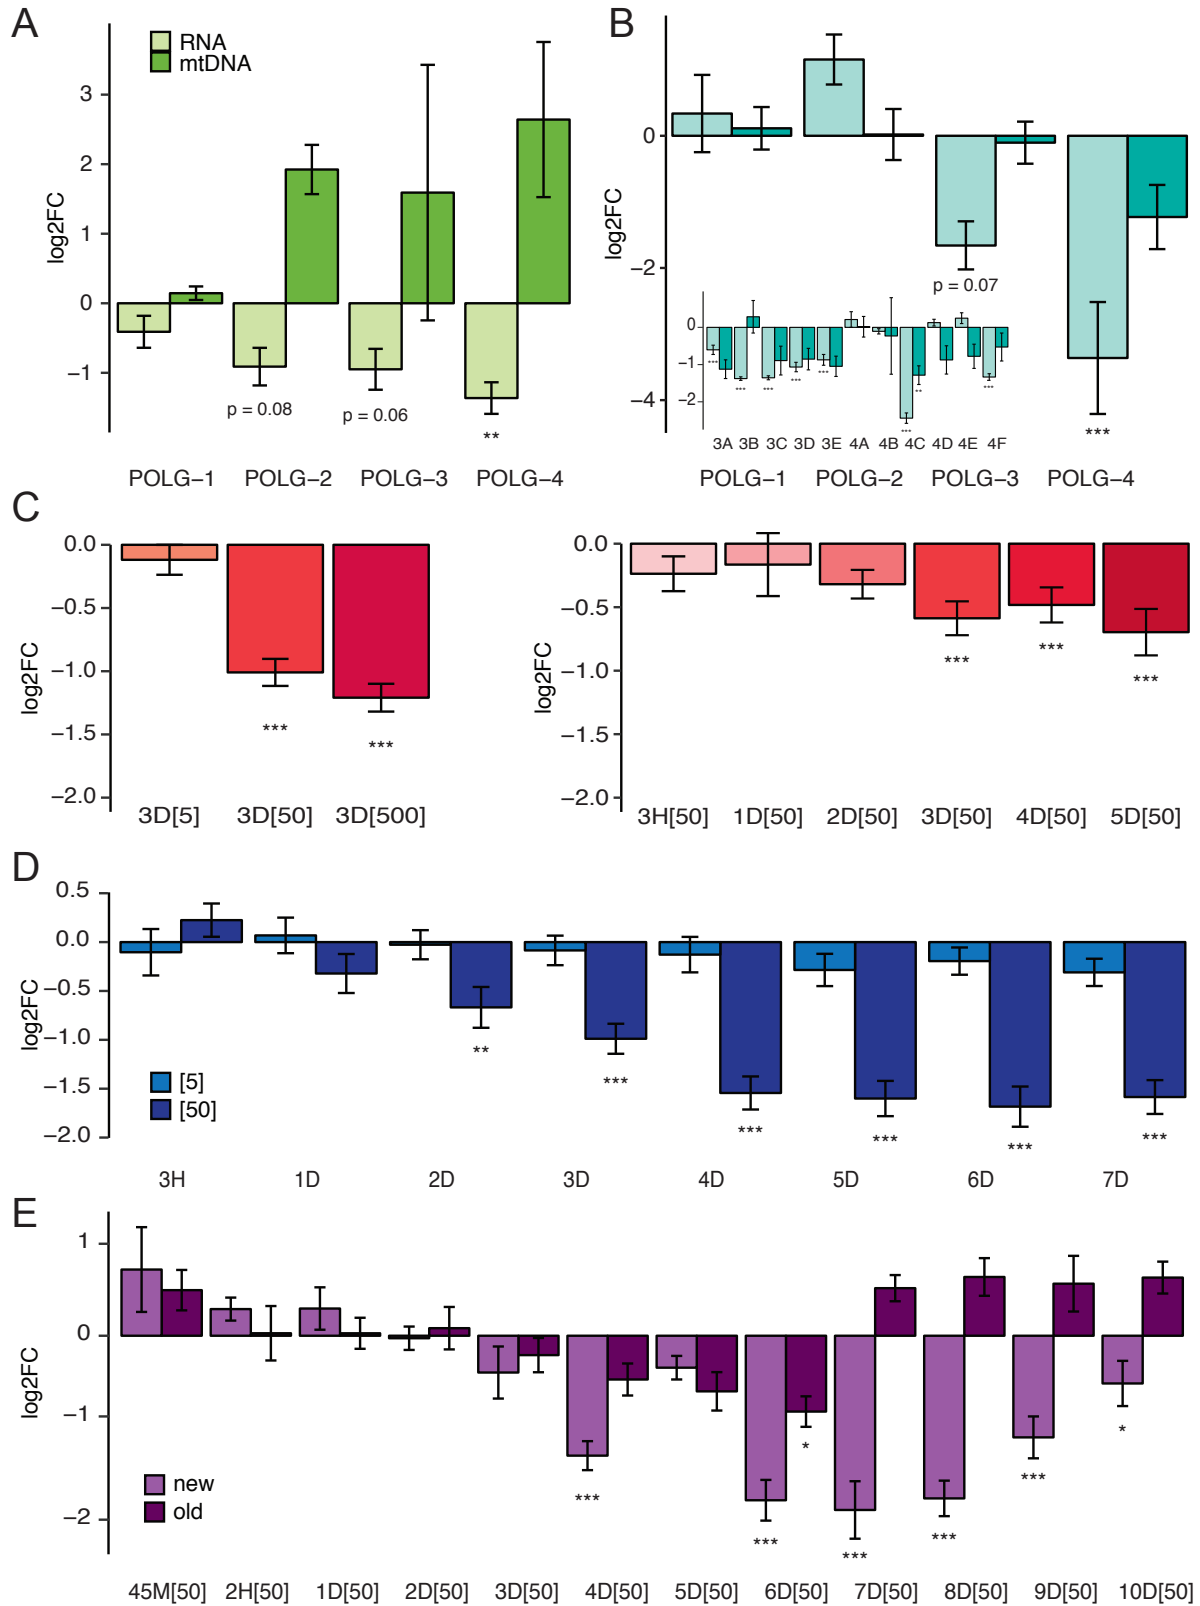 A
RNA
mtDNA
log2FC
3
2
1
0
−1
p = 0.08
p = 0.06
**
POLG−1 POLG−2 POLG−3 POLG−4
B
log2FC
0
−2
−4
p = 0.07
***
0
−1
−2
*** *** *** *** *** *** ** ***
3A 3B 3C 3D 3E 4A 4B 4C 4D 4E 4F
POLG−1 POLG−2 POLG−3 POLG−4
C
log2FC
0.0
−0.5
−1.0
−1.5
−2.0
*** ***
3D[5] 3D[50] 3D[500]
log2FC
0.0
−0.5
−1.0
−1.5
−2.0
*** *** ***
3H[50] 1D[50] 2D[50] 3D[50] 4D[50] 5D[50]
D
log2FC
0.5
0.0
−0.5
−1.0
−1.5
−2.0
[5]
[50]
** *** *** *** *** ***
3H 1D 2D 3D 4D 5D 6D 7D
E
log2FC
1
0
−1
−2
new
old
*** *** * *** *** *** *
45M[50] 2H[50] 1D[50] 2D[50] 3D[50] 4D[50] 5D[50] 6D[50] 7D[50] 8D[50] 9D[50] 10D[50]